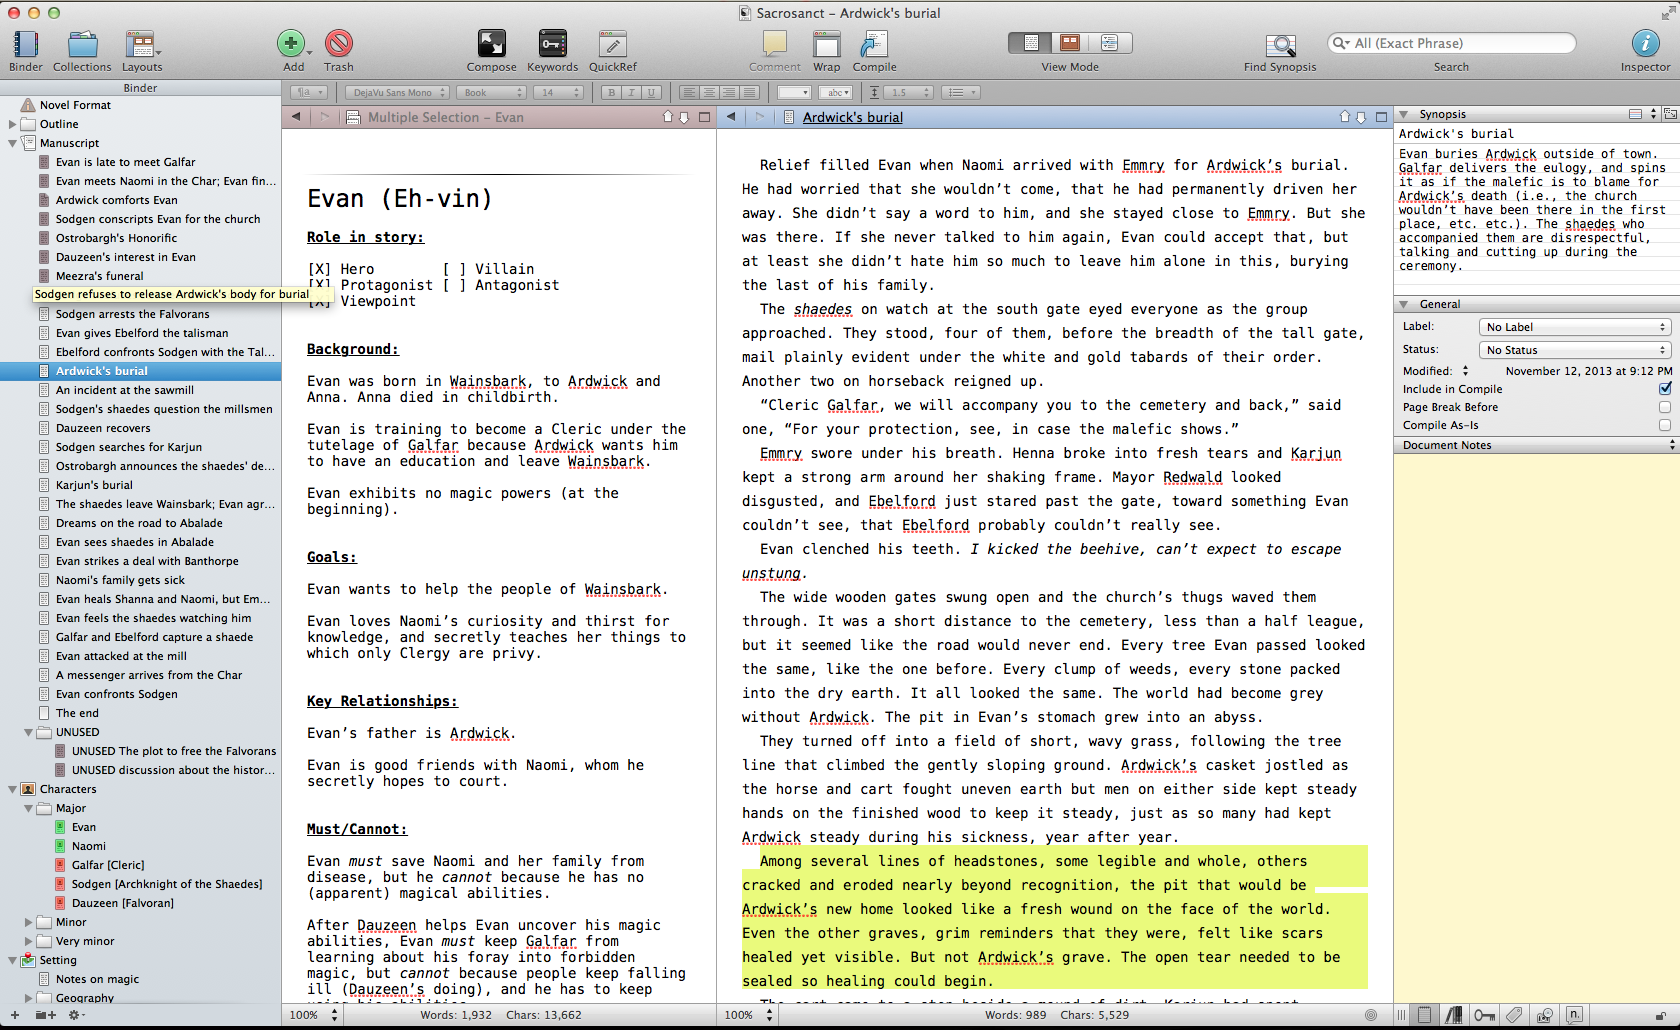 Sacrosanct - Ardwick's burial
Binder
Collections
Layouts
Add
Trash
Compose
Keywords
QuickRef
Comment
Wrap
Compile
View Mode
Find Synopsis
All (Exact Phrase)
Search
Inspector
Binder
¶a
DejaVu Sans Mono
Book
14
B I U
abc
1.5
Novel Format
Outline
Manuscript
Evan is late to meet Galfar
Evan meets Naomi in the Char; Evan fin...
Ardwick comforts Evan
Sodgen conscripts Evan for the church
Ostrobargh's Honorific
Dauzeen's interest in Evan
Meezra's funeral
Sodgen refuses to release Ardwick's body for burial
Sodgen arrests the Falvorans
Evan gives Ebelford the talisman
Ebelford confronts Sodgen with the Tal...
Ardwick's burial
An incident at the sawmill
Sodgen's shaedes question the millsmen
Dauzeen recovers
Sodgen searches for Karjun
Ostrobargh announces the shaedes' de...
Karjun's burial
The shaedes leave Wainsbark; Evan agr...
Dreams on the road to Abalade
Evan sees shaedes in Abalade
Evan strikes a deal with Banthorpe
Naomi's family gets sick
Evan heals Shanna and Naomi, but Em...
Evan feels the shaedes watching him
Galfar and Ebelford capture a shaede
Evan attacked at the mill
A messenger arrives from the Char
Evan confronts Sodgen
The end
UNUSED
UNUSED The plot to free the Falvorans
UNUSED discussion about the histor...
Characters
Major
Evan
Naomi
Galfar [Cleric]
Sodgen [Archknight of the Shaedes]
Dauzeen [Falvoran]
Minor
Very minor
Setting
Notes on magic
Geography
Multiple Selection - Evan
Evan (Eh-vin)
Role in story:
[X] Hero [ ] Villain
[X] Protagonist [ ] Antagonist
[X] Viewpoint
Background:
Evan was born in Wainsbark, to Ardwick and
Anna. Anna died in childbirth.
Evan is training to become a Cleric under the
tutelage of Galfar because Ardwick wants him
to have an education and leave Wainsbark.
Evan exhibits no magic powers (at the
beginning).
Goals:
Evan wants to help the people of Wainsbark.
Evan loves Naomi's curiosity and thirst for
knowledge, and secretly teaches her things to
which only Clergy are privy.
Key Relationships:
Evan's father is Ardwick.
Evan is good friends with Naomi, whom he
secretly hopes to court.
Must/Cannot:
Evan must save Naomi and her family from
disease, but he cannot because he has no
(apparent) magical abilities.
After Dauzeen helps Evan uncover his magic
abilities, Evan must keep Galfar from
learning about his foray into forbidden
magic, but cannot because people keep falling
ill (Dauzeen's doing), and he has to keep
using his abilities.
100%
Words: 1,932 Chars: 13,662
Ardwick's burial
Relief filled Evan when Naomi arrived with Emmry for Ardwick's burial.
He had worried that she wouldn't come, that he had permanently driven her
away. She didn't say a word to him, and she stayed close to Emmry. But she
was there. If she never talked to him again, Evan could accept that, but
at least she didn't hate him so much to leave him alone in this, burying
the last of his family.
The shaedes on watch at the south gate eyed everyone as the group
approached. They stood, four of them, before the breadth of the tall gate,
mail plainly evident under the white and gold tabards of their order.
Another two on horseback reigned up.
“Cleric Galfar, we will accompany you to the cemetery and back,” said
one, “For your protection, see, in case the malefic shows.”
Emmry swore under his breath. Henna broke into fresh tears and Karjun
kept a strong arm around her shaking frame. Mayor Redwald looked
disgusted, and Ebelford just stared past the gate, toward something Evan
couldn't see, that Ebelford probably couldn't really see.
Evan clenched his teeth. I kicked the beehive, can't expect to escape
unstung.
The wide wooden gates swung open and the church's thugs waved them
through. It was a short distance to the cemetery, less than a half league,
but it seemed like the road would never end. Every tree Evan passed looked
the same, like the one before. Every clump of weeds, every stone packed
into the dry earth. It all looked the same. The world had become grey
without Ardwick. The pit in Evan's stomach grew into an abyss.
They turned off into a field of short, wavy grass, following the tree
line that climbed the gently sloping ground. Ardwick's casket jostled as
the horse and cart fought uneven earth but men on either side kept steady
hands on the finished wood to keep it steady, just as so many had kept
Ardwick steady during his sickness, year after year.
Among several lines of headstones, some legible and whole, others
cracked and eroded nearly beyond recognition, the pit that would be
Ardwick's new home looked like a fresh wound on the face of the world.
Even the other graves, grim reminders that they were, felt like scars
healed yet visible. But not Ardwick's grave. The open tear needed to be
sealed so healing could begin.
The cart came to a stop beside a mound of dirt. Karjun had spent
100%
Words: 989 Chars: 5,529
Synopsis
Ardwick's burial
Evan buries Ardwick outside of town.
Galfar delivers the eulogy, and spins
it as if the malefic is to blame for
Ardwick's death (i.e., the church
wouldn't have been there in the first
place, etc. etc.). The shaedes who
accompanied them are disrespectful,
talking and cutting up during the
ceremony.
General
Label: No Label
Status: No Status
Modified: November 12, 2013 at 9:12 PM
Include in Compile
Page Break Before
Compile As-Is
Document Notes
n.